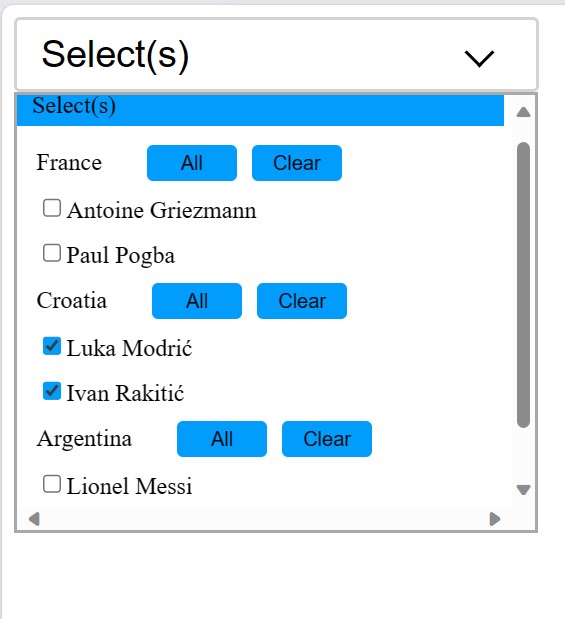 Select(s)
Select(s)
France All Clear
Antoine Griezmann
Paul Pogba
Croatia All Clear
Luka Modrić
Ivan Rakitić
Argentina All Clear
Lionel Messi